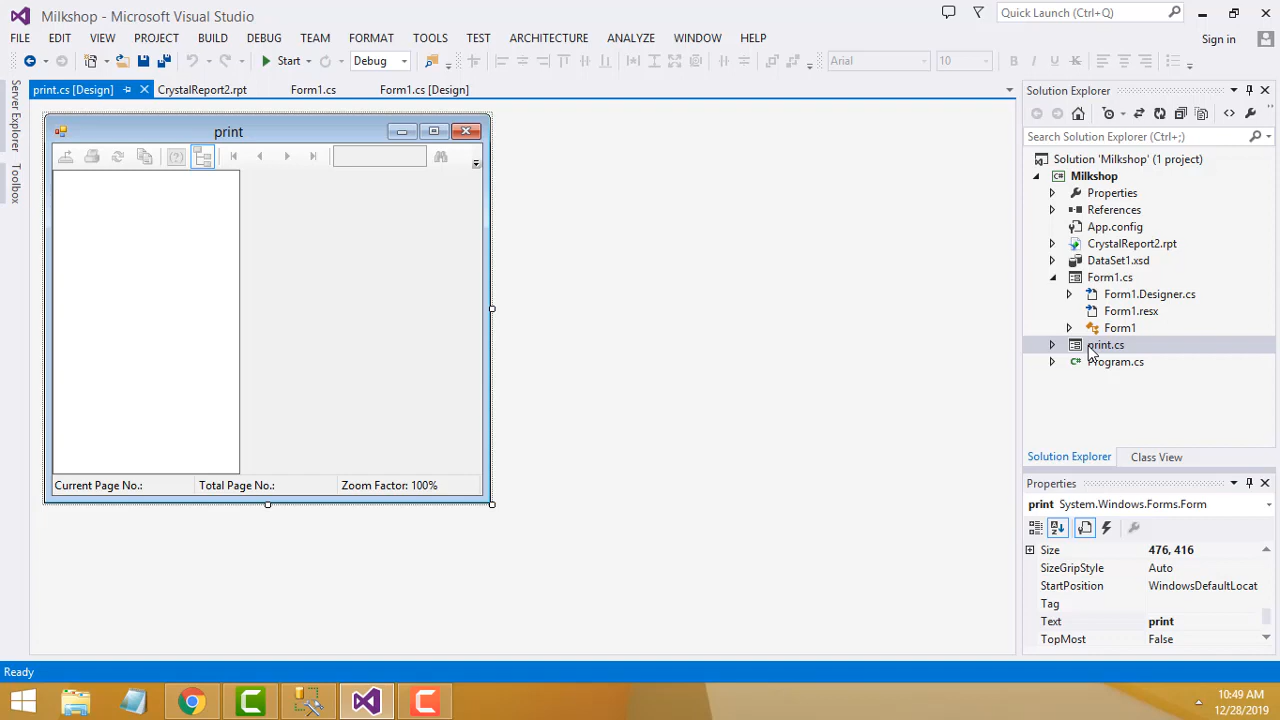 Milkshop - Microsoft Visual Studio
Quick Launch (Ctrl+Q)
FILE EDIT VIEW PROJECT BUILD DEBUG TEAM FORMAT TOOLS TEST ARCHITECTURE ANALYZE WINDOW HELP
Sign in
Start Debug Arial 10
print.cs [Design] CrystalReport2.rpt Form1.cs Form1.cs [Design]
Server Explorer
Toolbox
print
Current Page No.: Total Page No.: Zoom Factor: 100%
Solution Explorer
Search Solution Explorer (Ctrl+;)
Solution 'Milkshop' (1 project)
Milkshop
Properties
References
App.config
CrystalReport2.rpt
DataSet1.xsd
Form1.cs
Form1.Designer.cs
Form1.resx
Form1
print.cs
Program.cs
Solution Explorer Class View
Properties
print System.Windows.Forms.Form
Size 476, 416
SizeGripStyle Auto
StartPosition WindowsDefaultLocat
Tag
Text print
TopMost False
Ready
10:49 AM
12/28/2019